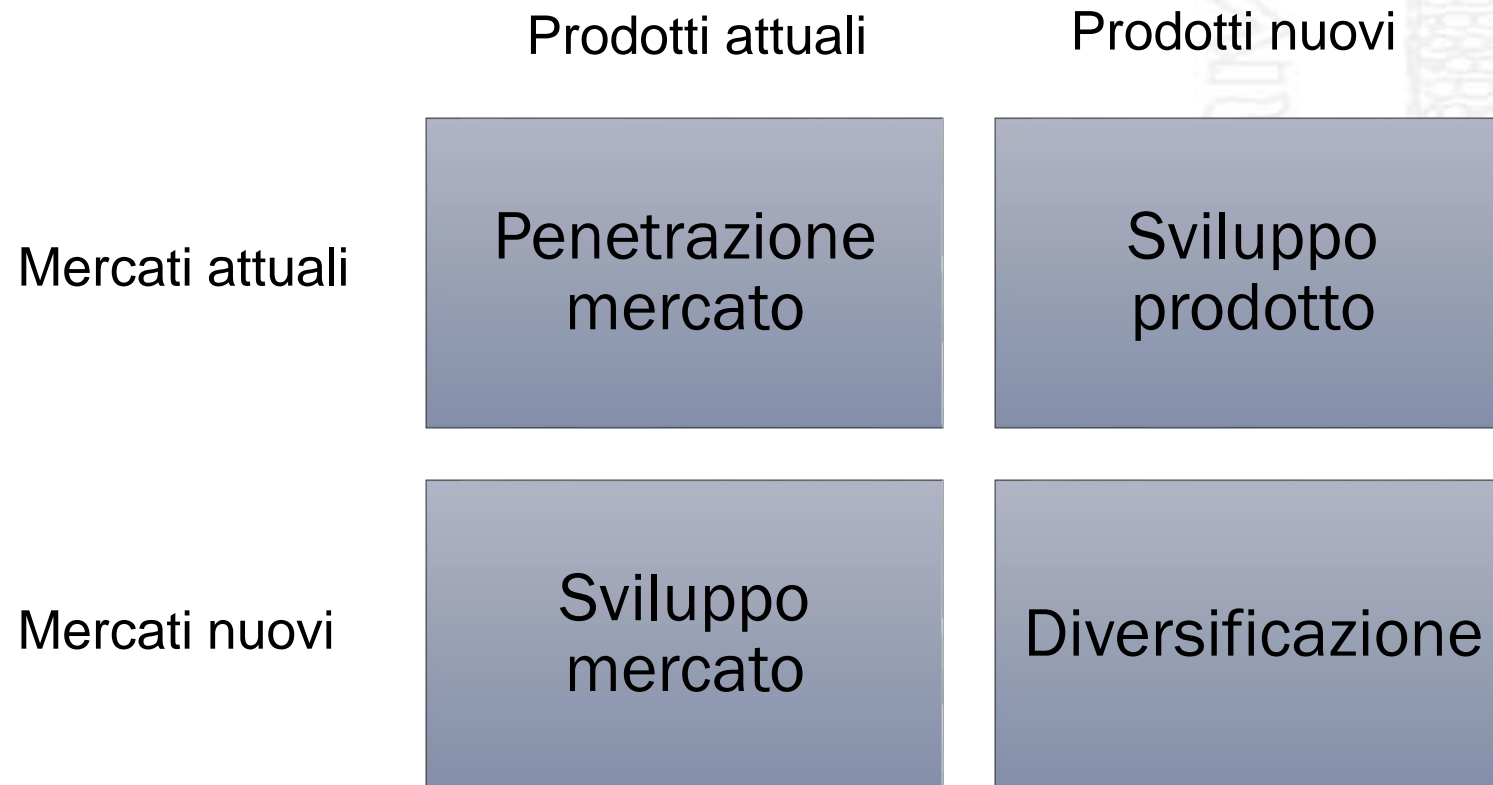 Prodotti attuali
Prodotti nuovi
Mercati attuali
Penetrazione
mercato
Sviluppo
prodotto
Mercati nuovi
Sviluppo
mercato
Diversificazione